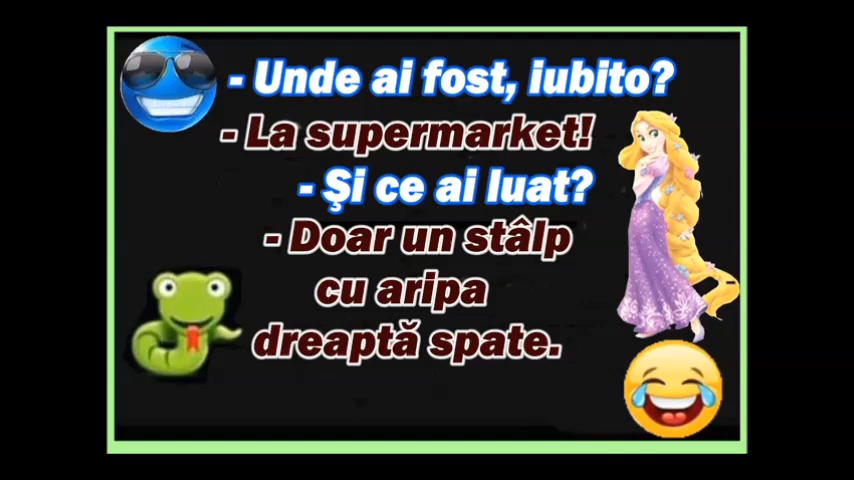 - Unde ai fost, iubito?
- La supermarket!
- Şi ce ai luat?
- Doar un stâlp
cu aripa
dreaptă spate.